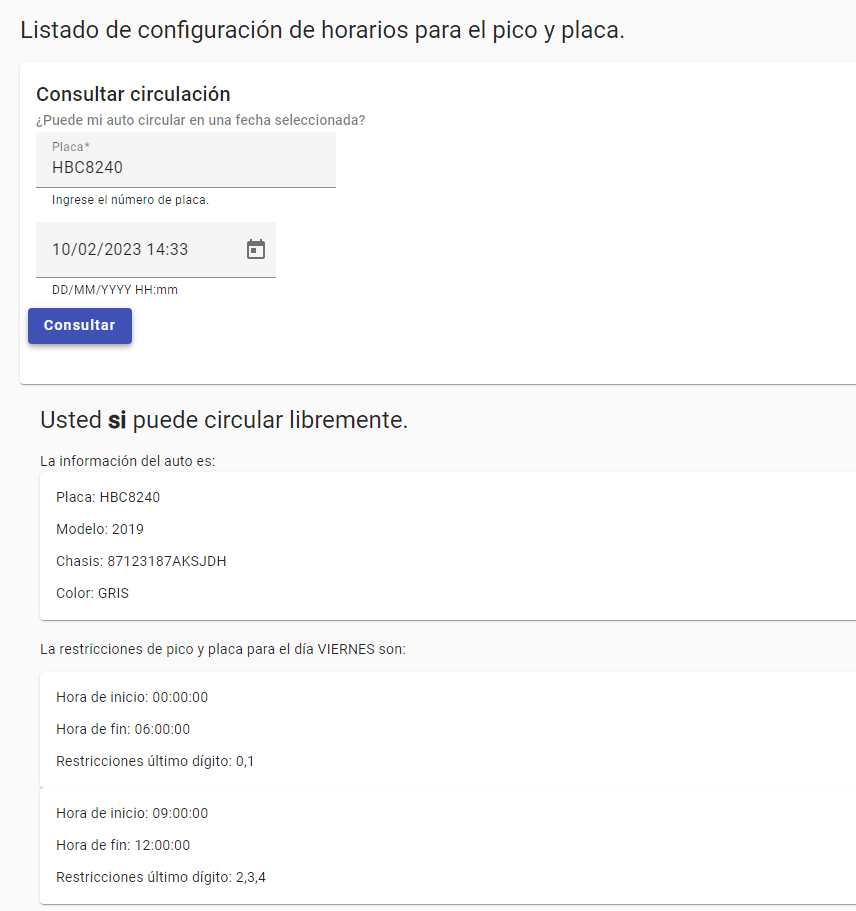 Listado de configuración de horarios para el pico y placa.
Consultar circulación
¿Puede mi auto circular en una fecha seleccionada?
Placa*
HBC8240
Ingrese el número de placa.
10/02/2023 14:33
DD/MM/YYYY HH:mm
Consultar
Usted si puede circular libremente.
La información del auto es:
Placa: HBC8240
Modelo: 2019
Chasis: 87123187AKSJDH
Color: GRIS
La restricciones de pico y placa para el día VIERNES son:
Hora de inicio: 00:00:00
Hora de fin: 06:00:00
Restricciones último dígito: 0,1
Hora de inicio: 09:00:00
Hora de fin: 12:00:00
Restricciones último dígito: 2,3,4